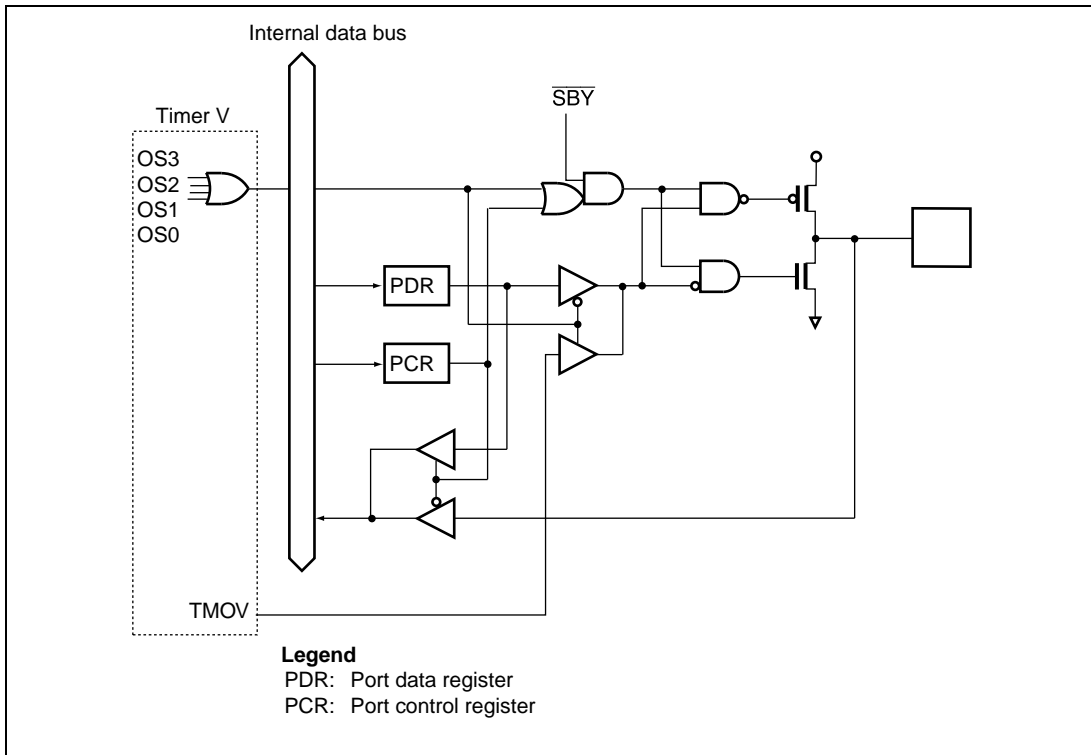 Internal data bus
SBY
Timer V
OS3
OS2
OS1
OS0
PDR
PCR
TMOV
Legend
PDR: Port data register
PCR: Port control register